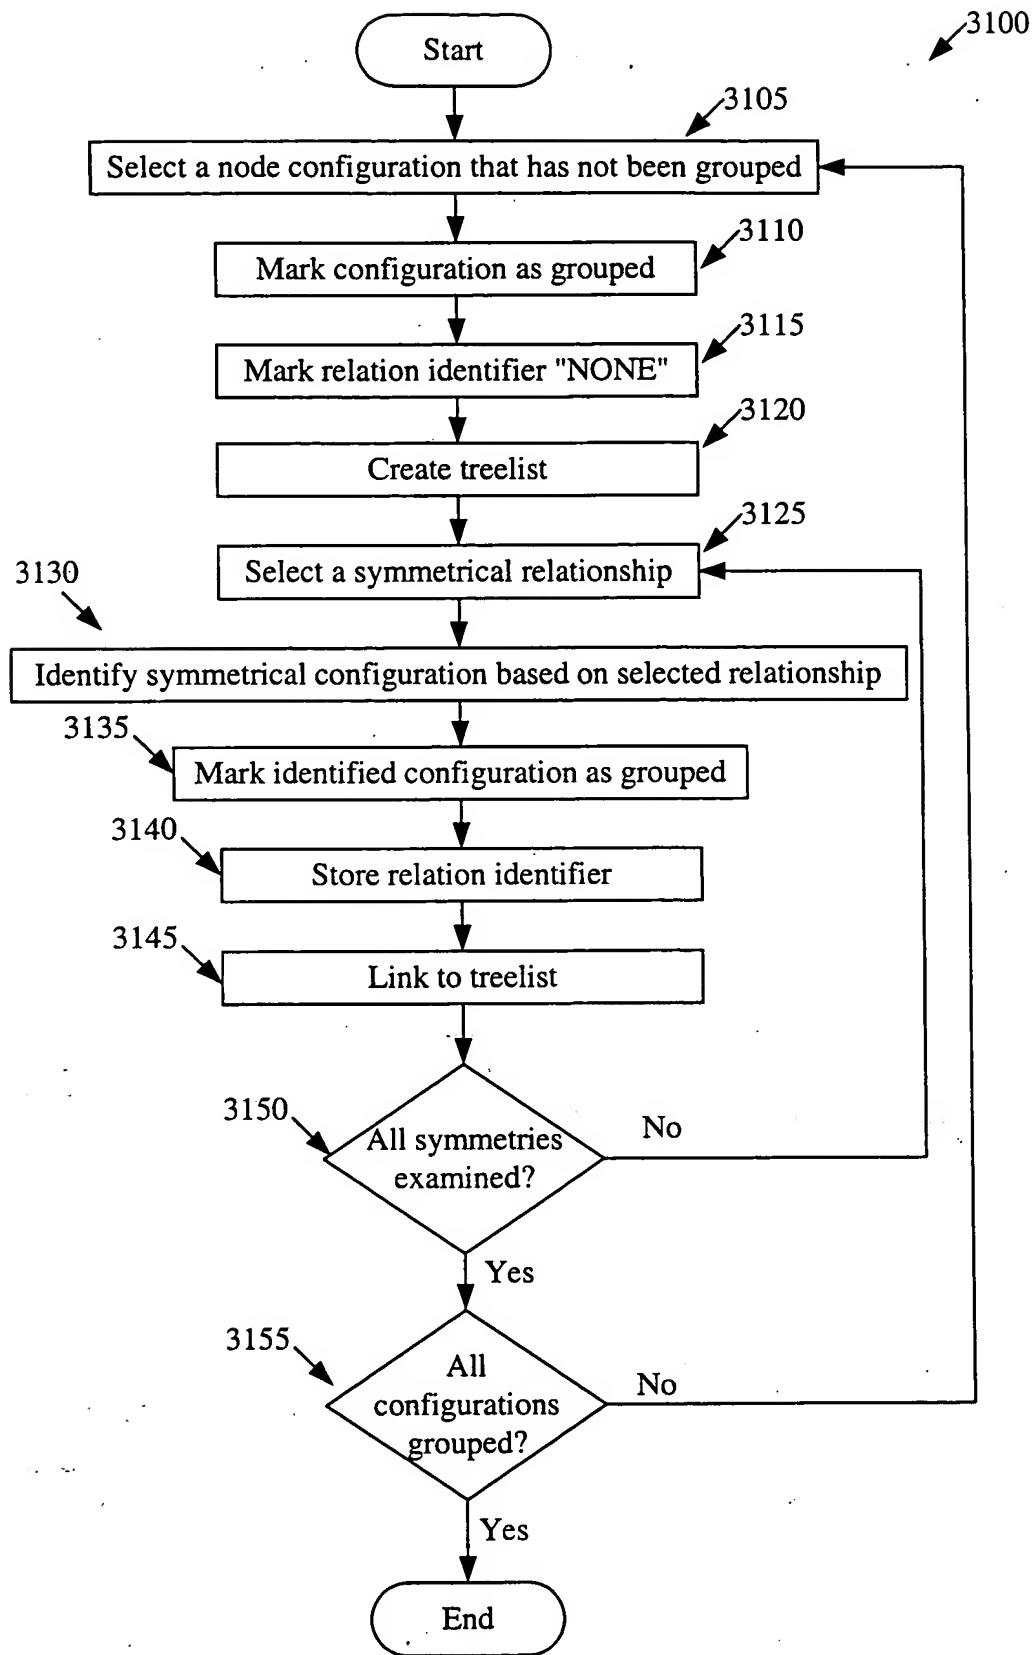 3100
Start
3105
Select a node configuration that has not been grouped
3110
Mark configuration as grouped
3115
Mark relation identifier "NONE"
3120
Create treelist
3125
Select a symmetrical relationship
3130
Identify symmetrical configuration based on selected relationship
3135
Mark identified configuration as grouped
3140
Store relation identifier
3145
Link to treelist
3150
All symmetries
examined?
No
Yes
3155
All
configurations
grouped?
No
Yes
End